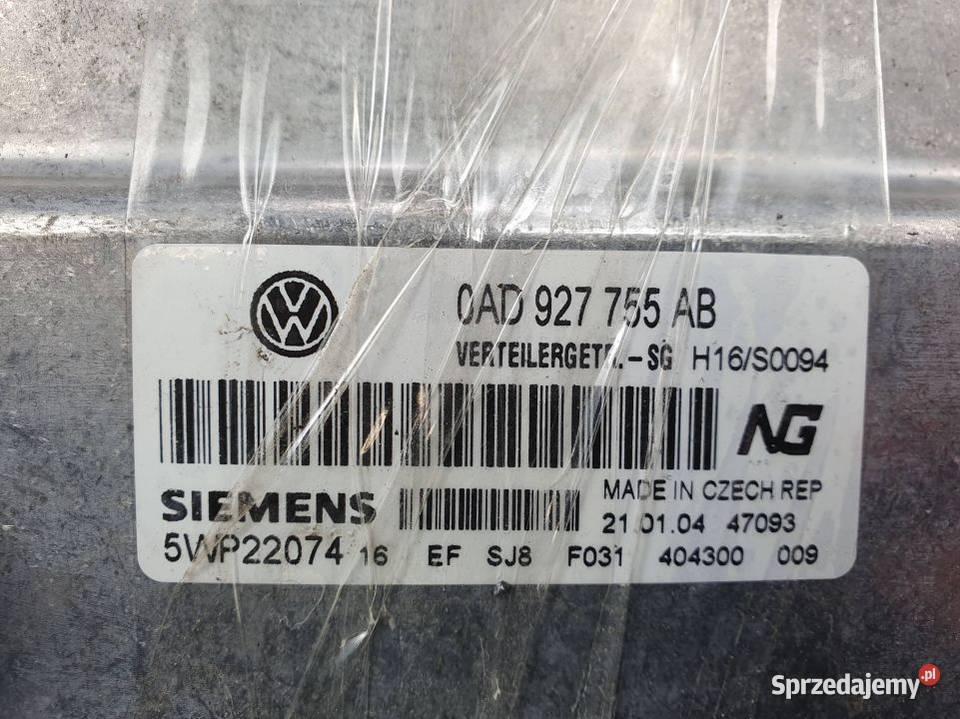 0AD 927 755 AB
VERTEILERGETR.-SG H16/S0094
NG
SIEMENS
MADE IN CZECH REP
21.01.04 47093
5WP22074 16 EF SJ8 F031 404300 009
Sprzedajemy.pl